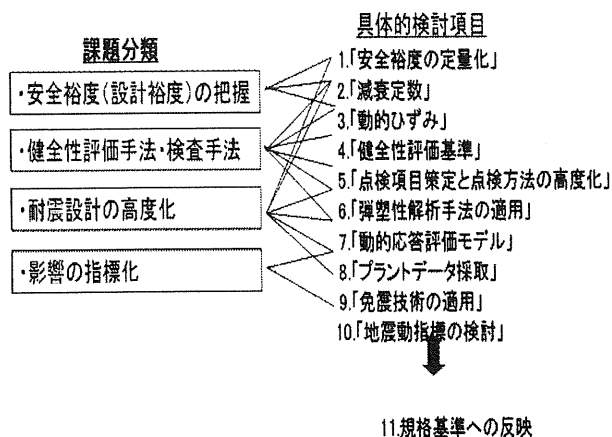 課題分類
・安全裕度(設計裕度)の把握
・健全性評価手法・検査手法
・耐震設計の高度化
・影響の指標化
具体的検討項目
1.「安全裕度の定量化」
2.「減衰定数」
3.「動的ひずみ」
4.「健全性評価基準」
5.「点検項目策定と点検方法の高度化」
6.「弾塑性解析手法の適用」
7.「動的応答評価モデル」
8.「プラントデータ採取」
9.「免震技術の適用」
10.「地震動指標の検討」
11.規格基準への反映